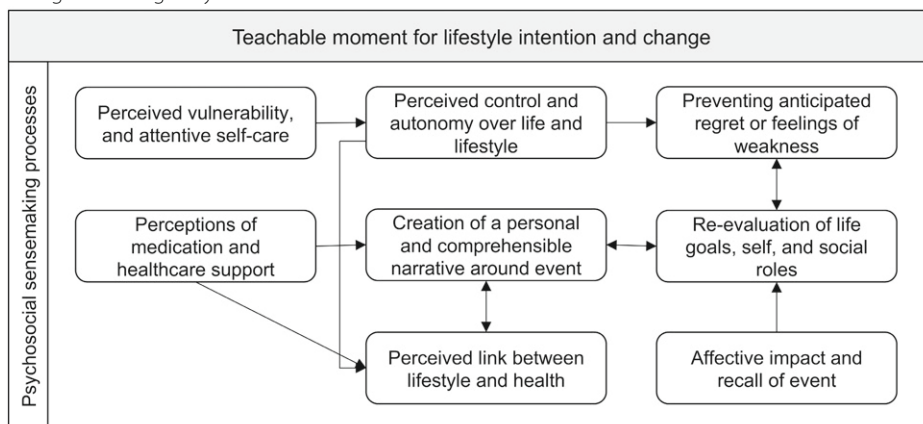 Teachable moment for lifestyle intention and change
Psychosocial sensemaking processes
Perceived vulnerability,
and attentive self-care
Perceived control and
autonomy over life and
lifestyle
Preventing anticipated
regret or feelings of
weakness
Perceptions of
medication and
healthcare support
Creation of a personal
and comprehensible
narrative around event
Re-evaluation of life
goals, self, and social
roles
Perceived link between
lifestyle and health
Affective impact and
recall of event